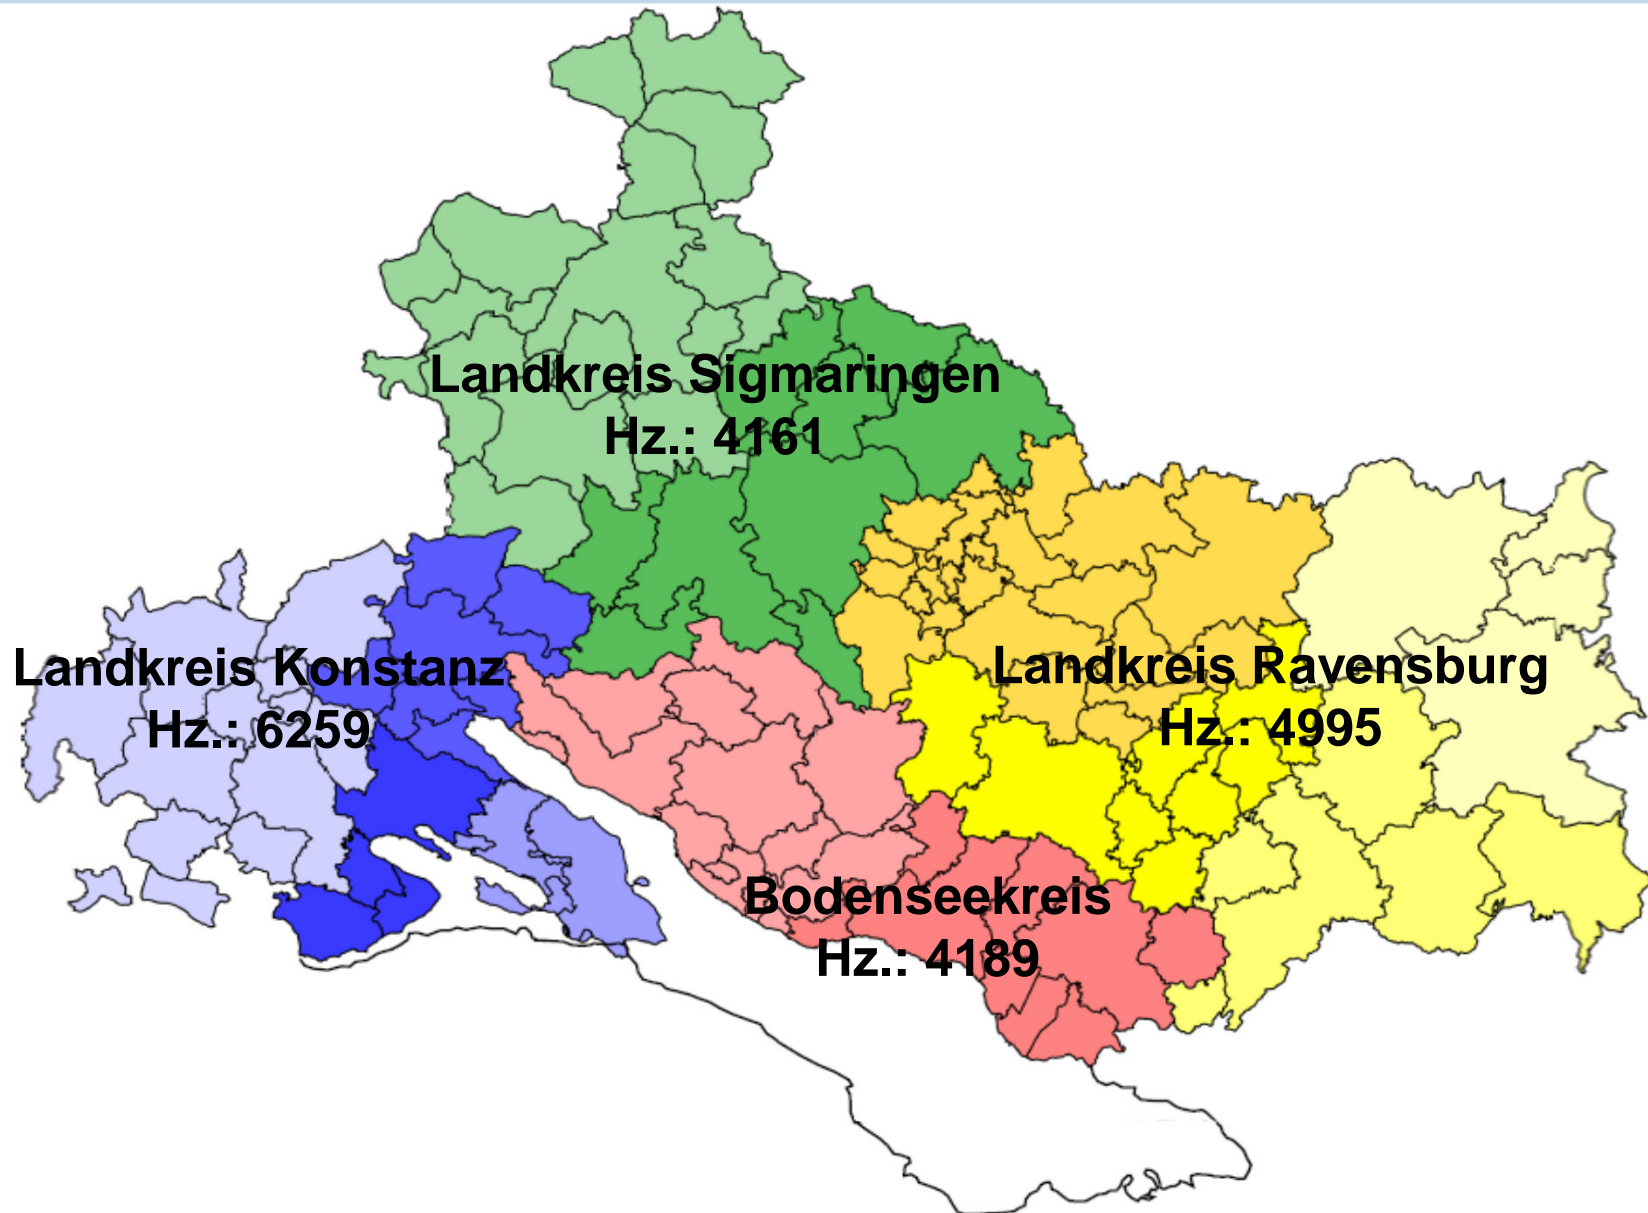 Landkreis Sigmaringen
Hz.: 4161
Landkreis Konstanz
Hz.: 6259
Landkreis Ravensburg
Hz.: 4995
Bodenseekreis
Hz.: 4189